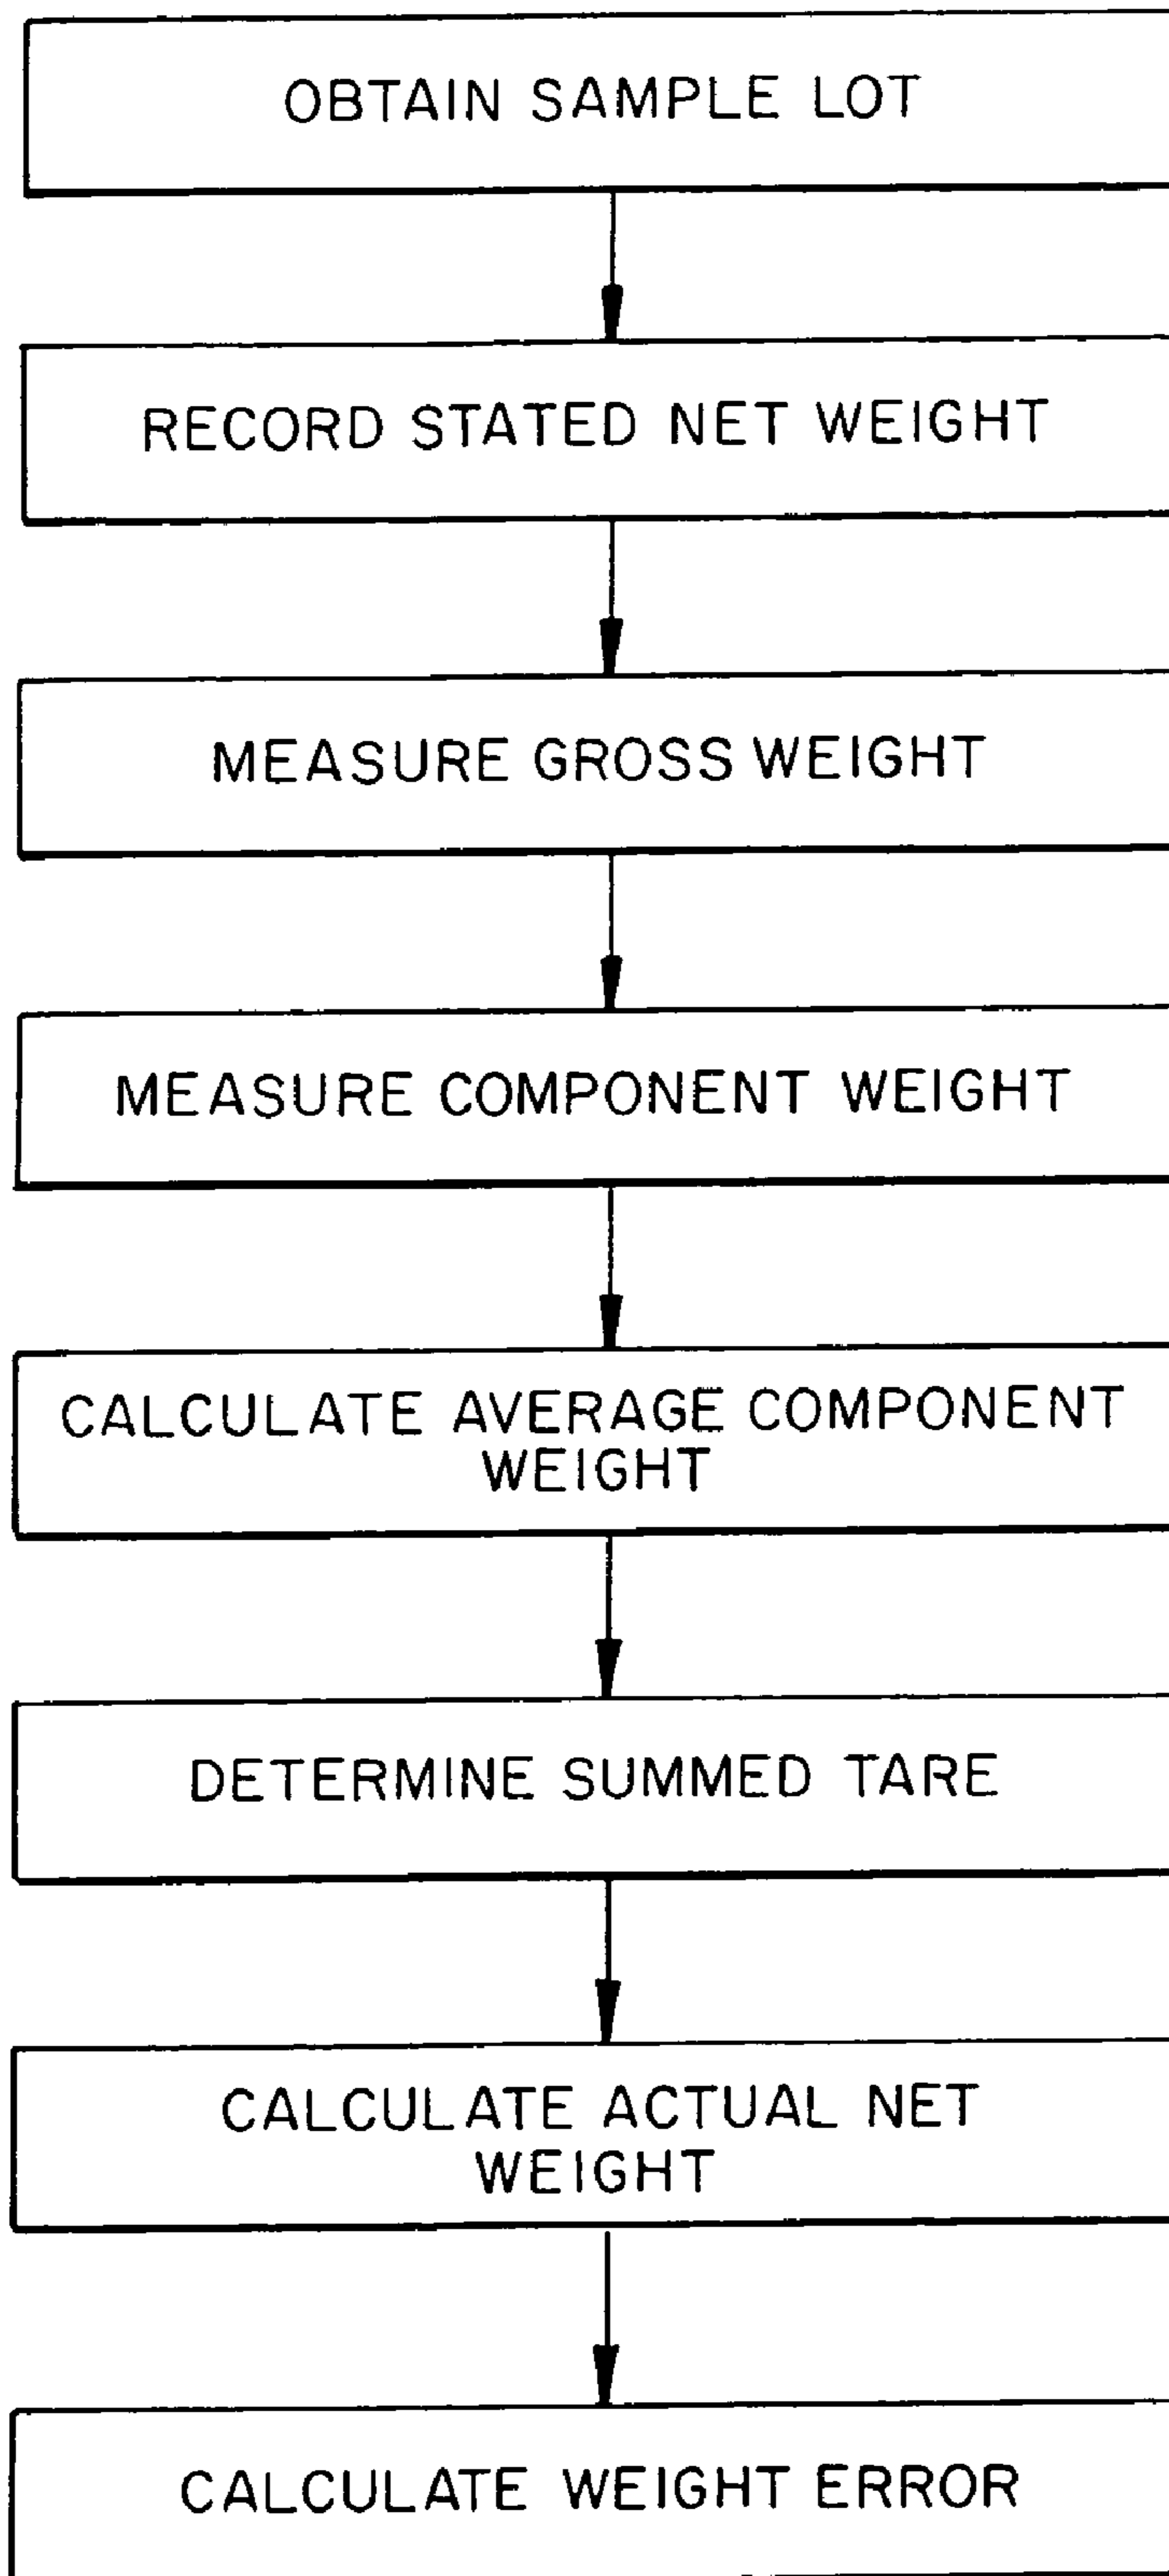 OBTAIN SAMPLE LOT
RECORD STATED NET WEIGHT
MEASURE GROSS WEIGHT
MEASURE COMPONENT WEIGHT
CALCULATE AVERAGE COMPONENT
WEIGHT
DETERMINE SUMMED TARE
CALCULATE ACTUAL NET
WEIGHT
CALCULATE WEIGHT ERROR